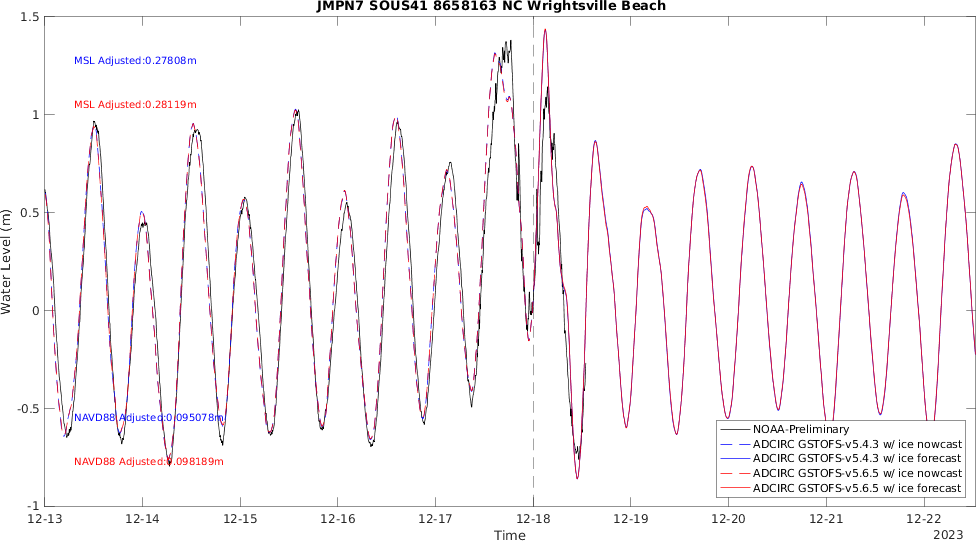 JMPN7 SOUS41 8658163 NC Wrightsville Beach
1.5
MSL Adjusted:0.27808m
MSL Adjusted:0.28119m
1
0.5
Water Level (m)
0
-0.5
NAVD88 Adjusted:0.095078m
NAVD88 Adjusted:0.098189m
-1
NOAA-Preliminary
ADCIRC GSTOFS-v5.4.3 w/ ice nowcast
ADCIRC GSTOFS-v5.4.3 w/ ice forecast
ADCIRC GSTOFS-v5.6.5 w/ ice nowcast
ADCIRC GSTOFS-v5.6.5 w/ ice forecast
12-13 12-14 12-15 12-16 12-17 12-18 12-19 12-20 12-21 12-22
Time
2023